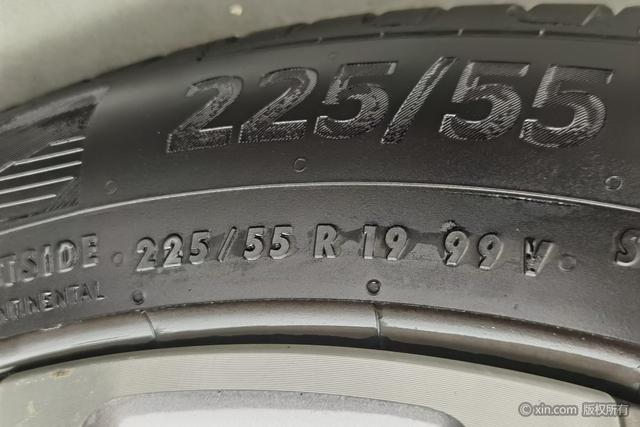 225/55
TSIDE 225/55 R 19 99 V S
NTINENTAL
©xin.com 版权所有